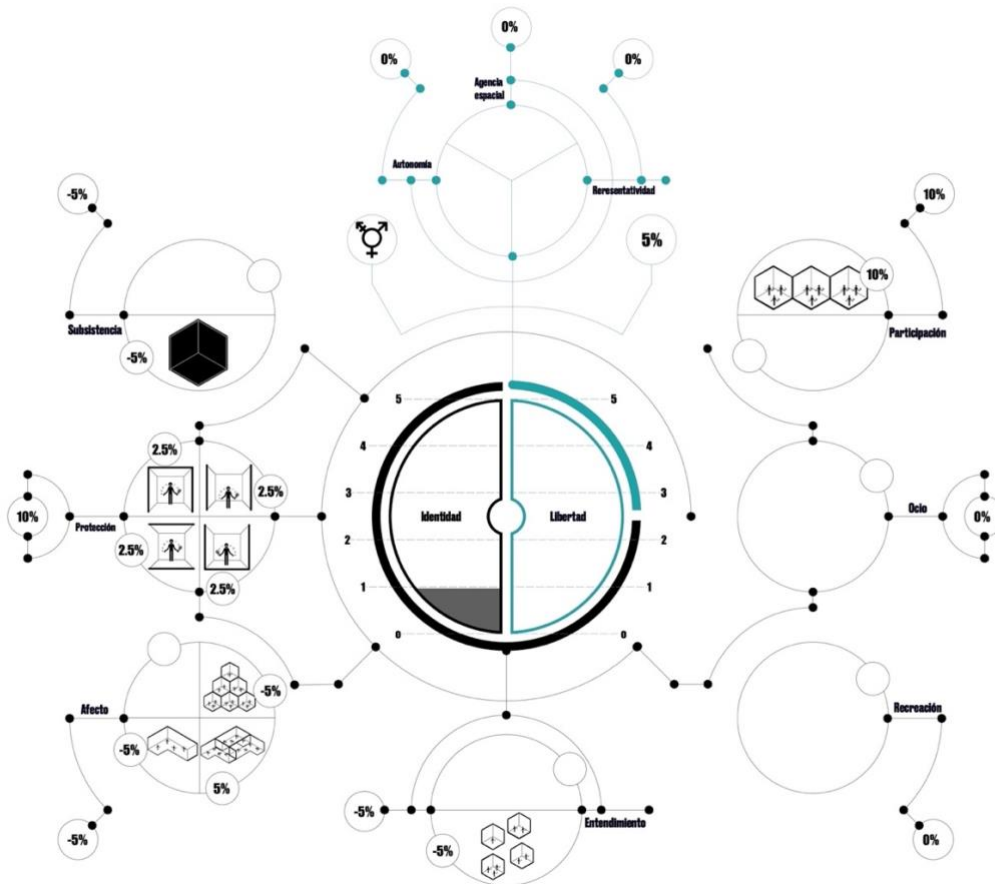 0%
0%
0%
Agencia
espacial
Autonomía
Reresentatividad
-5%
5%
10%
10%
Subsistencia
Participación
-5%
5
5
4
4
2.5%
2.5%
3
3
10%
Protección
Identidad
Libertad
Ocio
0%
2.5%
2
2
2.5%
1
1
0
0
-5%
Afecto
Recreación
-5%
5%
-5%
Entendimiento
-5%
-5%
0%